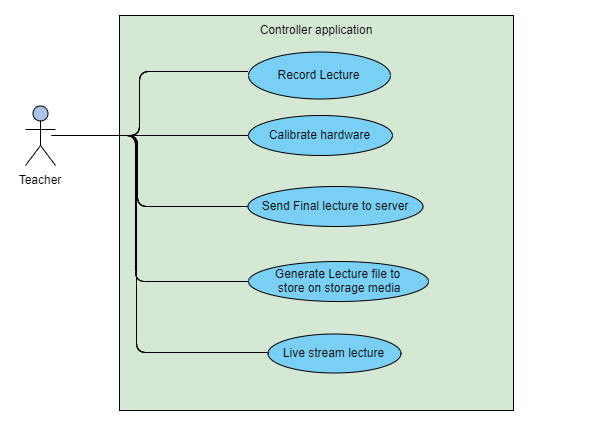 Controller application
Record Lecture
Calibrate hardware
Teacher
Send Final lecture to server
Generate Lecture file to
store on storage media
Live stream lecture